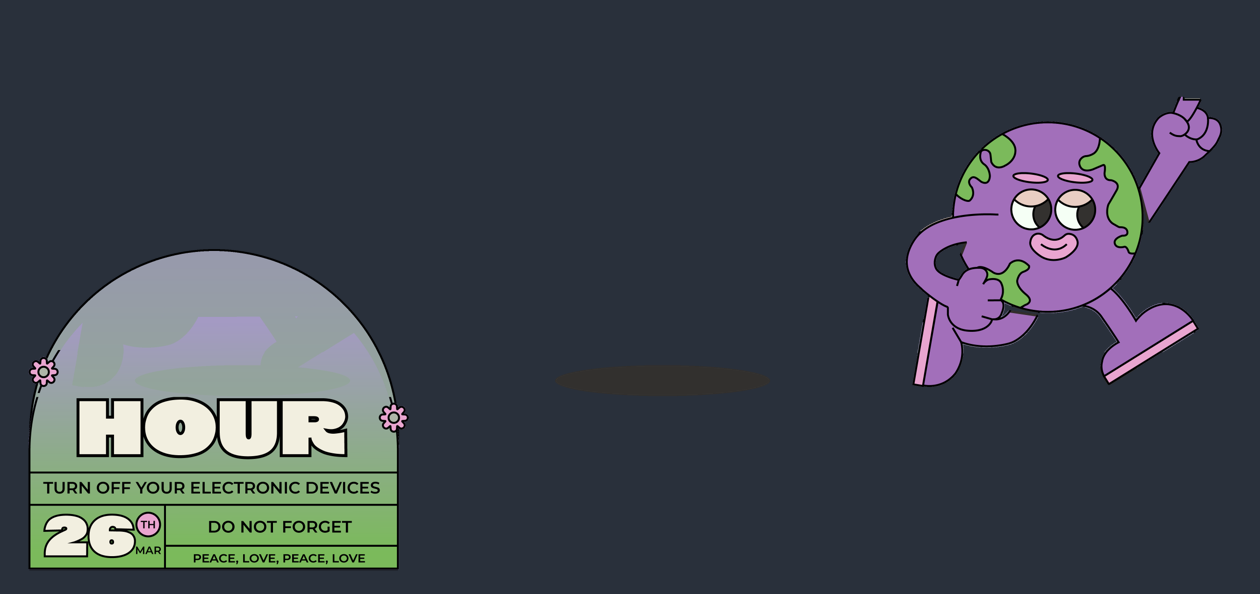 HOUR
TURN OFF YOUR ELECTRONIC DEVICES
26 TH MAR
DO NOT FORGET
PEACE, LOVE, PEACE, LOVE